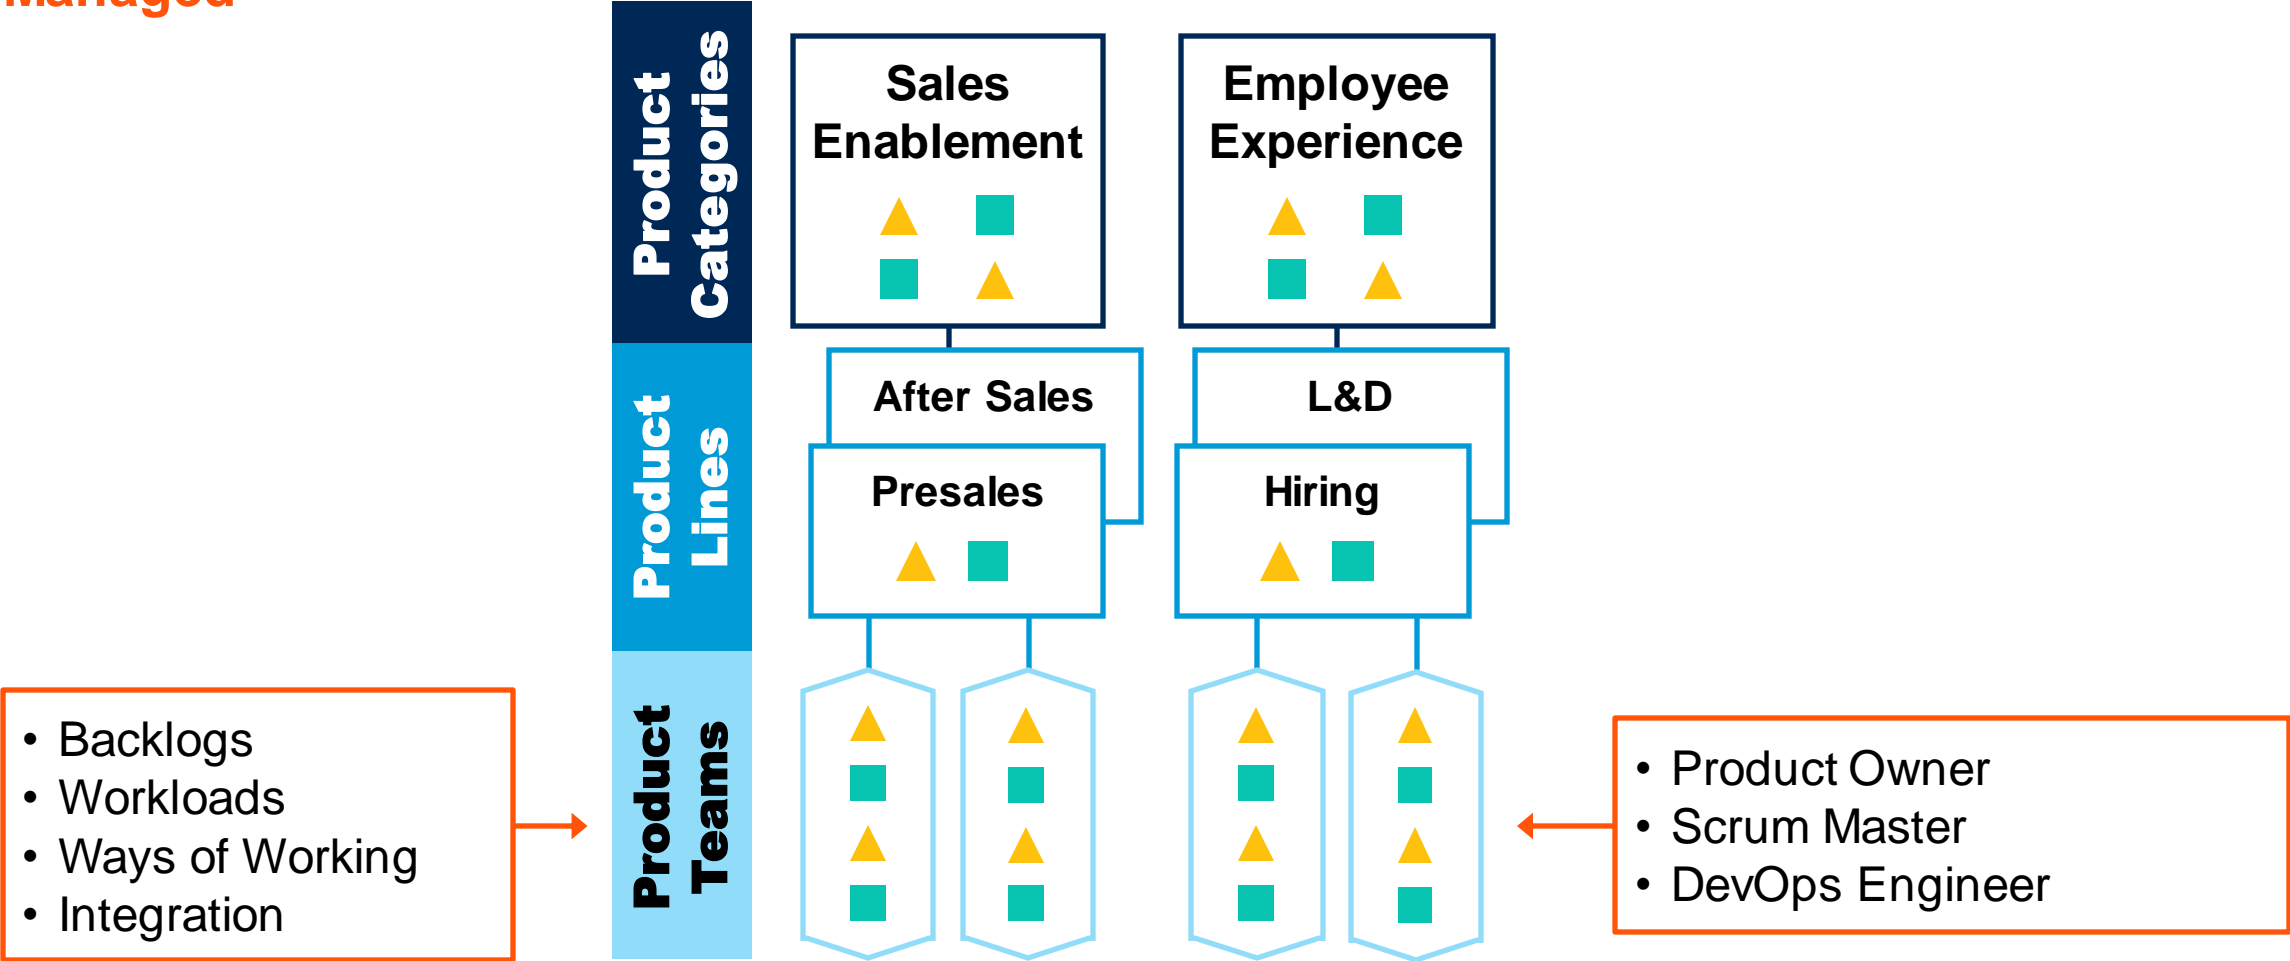 Managed
Product
Categories
Sales
Enablement
Employee
Experience
Product
Lines
After Sales
L&D
Presales
Hiring
Product
Teams
• Backlogs
• Workloads
• Ways of Working
• Integration
• Product Owner
• Scrum Master
• DevOps Engineer